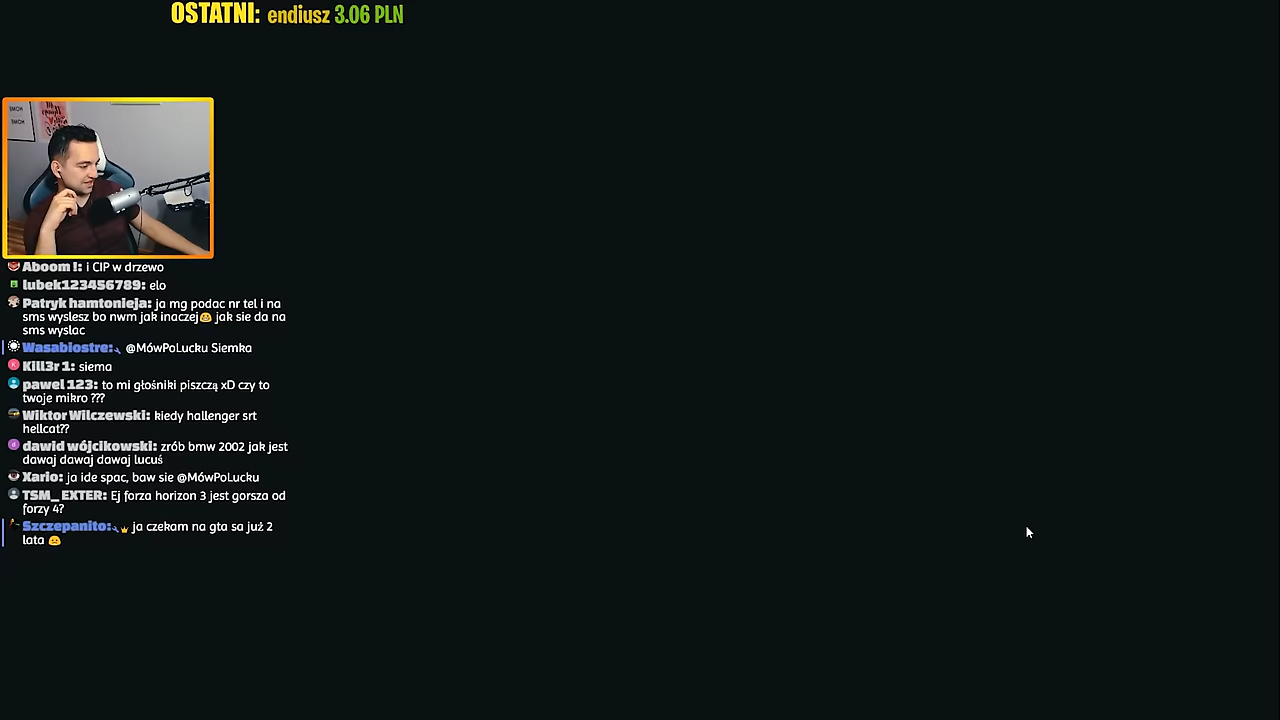 OSTATNI: endiusz 3.06 PLN
HOME
HOME
Aboom !: i CIP w drzewo
lubek123456789: elo
Patryk hamtonieja: ja mg podac nr tel i na
sms wyslesz bo nwm jak inaczej😊 jak sie da na
sms wyslac
Wasabiostre: @MówPoLucku Siemka
K
Kill3r 1: siema
pawel 123: to mi głośniki piszczą xD czy to
twoje mikro ???
Wiktor Wilczewski: kiedy hallenger srt
hellcat??
d
dawid wójcikowski: zrób bmw 2002 jak jest
dawaj dawaj dawaj lucuś
Xario: ja ide spac, baw sie @MówPoLucku
TSM_EXTER: Ej forza horizon 3 jest gorsza od
forzy 4?
Szczepanito: ja czekam na gta sa już 2
lata 😐